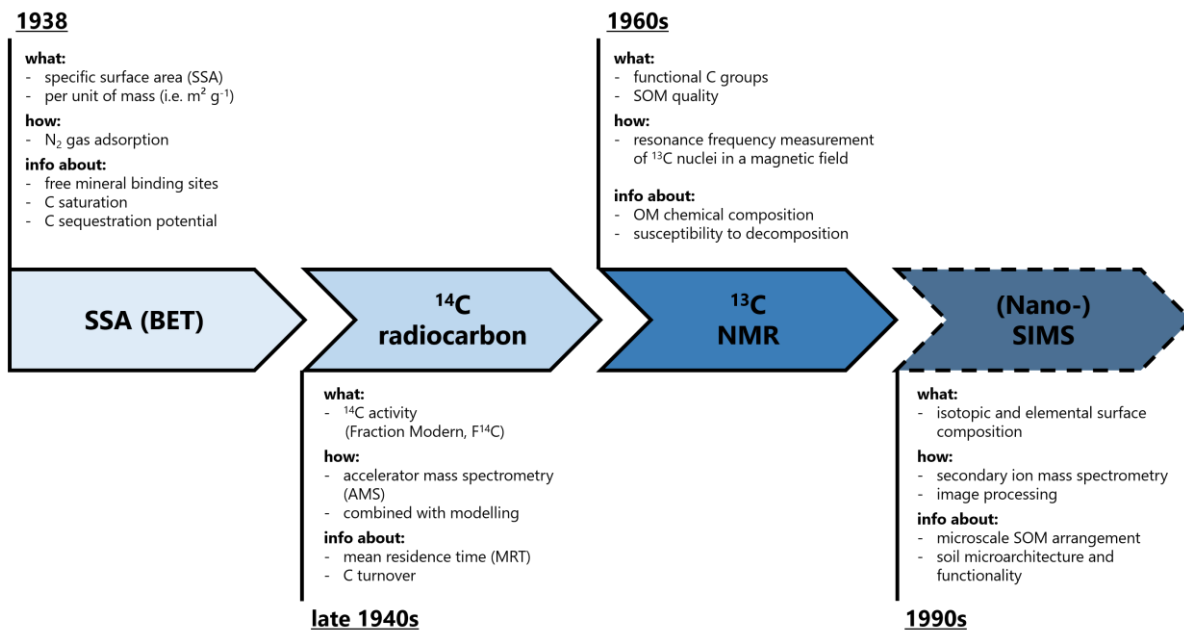 1938
what:
- specific surface area (SSA)
- per unit of mass (i.e. m² g⁻¹)
how:
- N₂ gas adsorption
info about:
- free mineral binding sites
- C saturation
- C sequestration potential
1960s
what:
- functional C groups
- SOM quality
how:
- resonance frequency measurement
of ¹³C nuclei in a magnetic field
info about:
- OM chemical composition
- susceptibility to decomposition
SSA (BET)
¹⁴C
radiocarbon
¹³C
NMR
(Nano-)
SIMS
what:
- ¹⁴C activity
(Fraction Modern, F¹⁴C)
how:
- accelerator mass spectrometry
(AMS)
- combined with modelling
info about:
- mean residence time (MRT)
- C turnover
late 1940s
what:
- isotopic and elemental surface
composition
how:
- secondary ion mass spectrometry
- image processing
info about:
- microscale SOM arrangement
- soil microarchitecture and
functionality
1990s